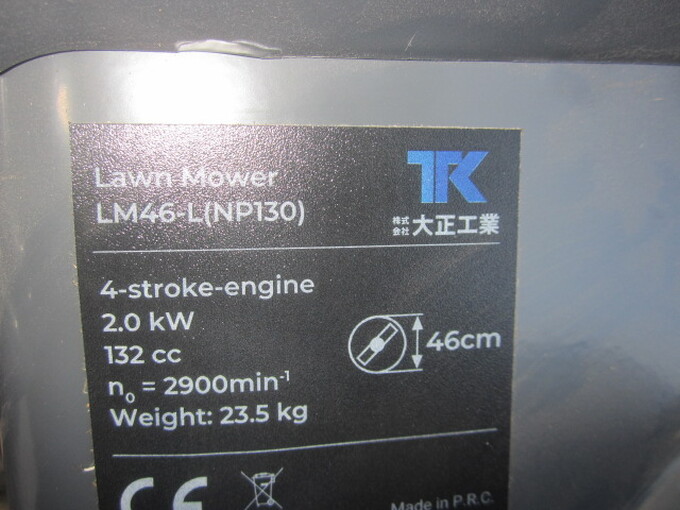 Lawn Mower
LM46-L(NP130)
TK
株式会社 大正工業
4-stroke-engine
2.0 kW
132 cc
n₀ = 2900min⁻¹
Weight: 23.5 kg
46cm
CE
Made in P.R.C.